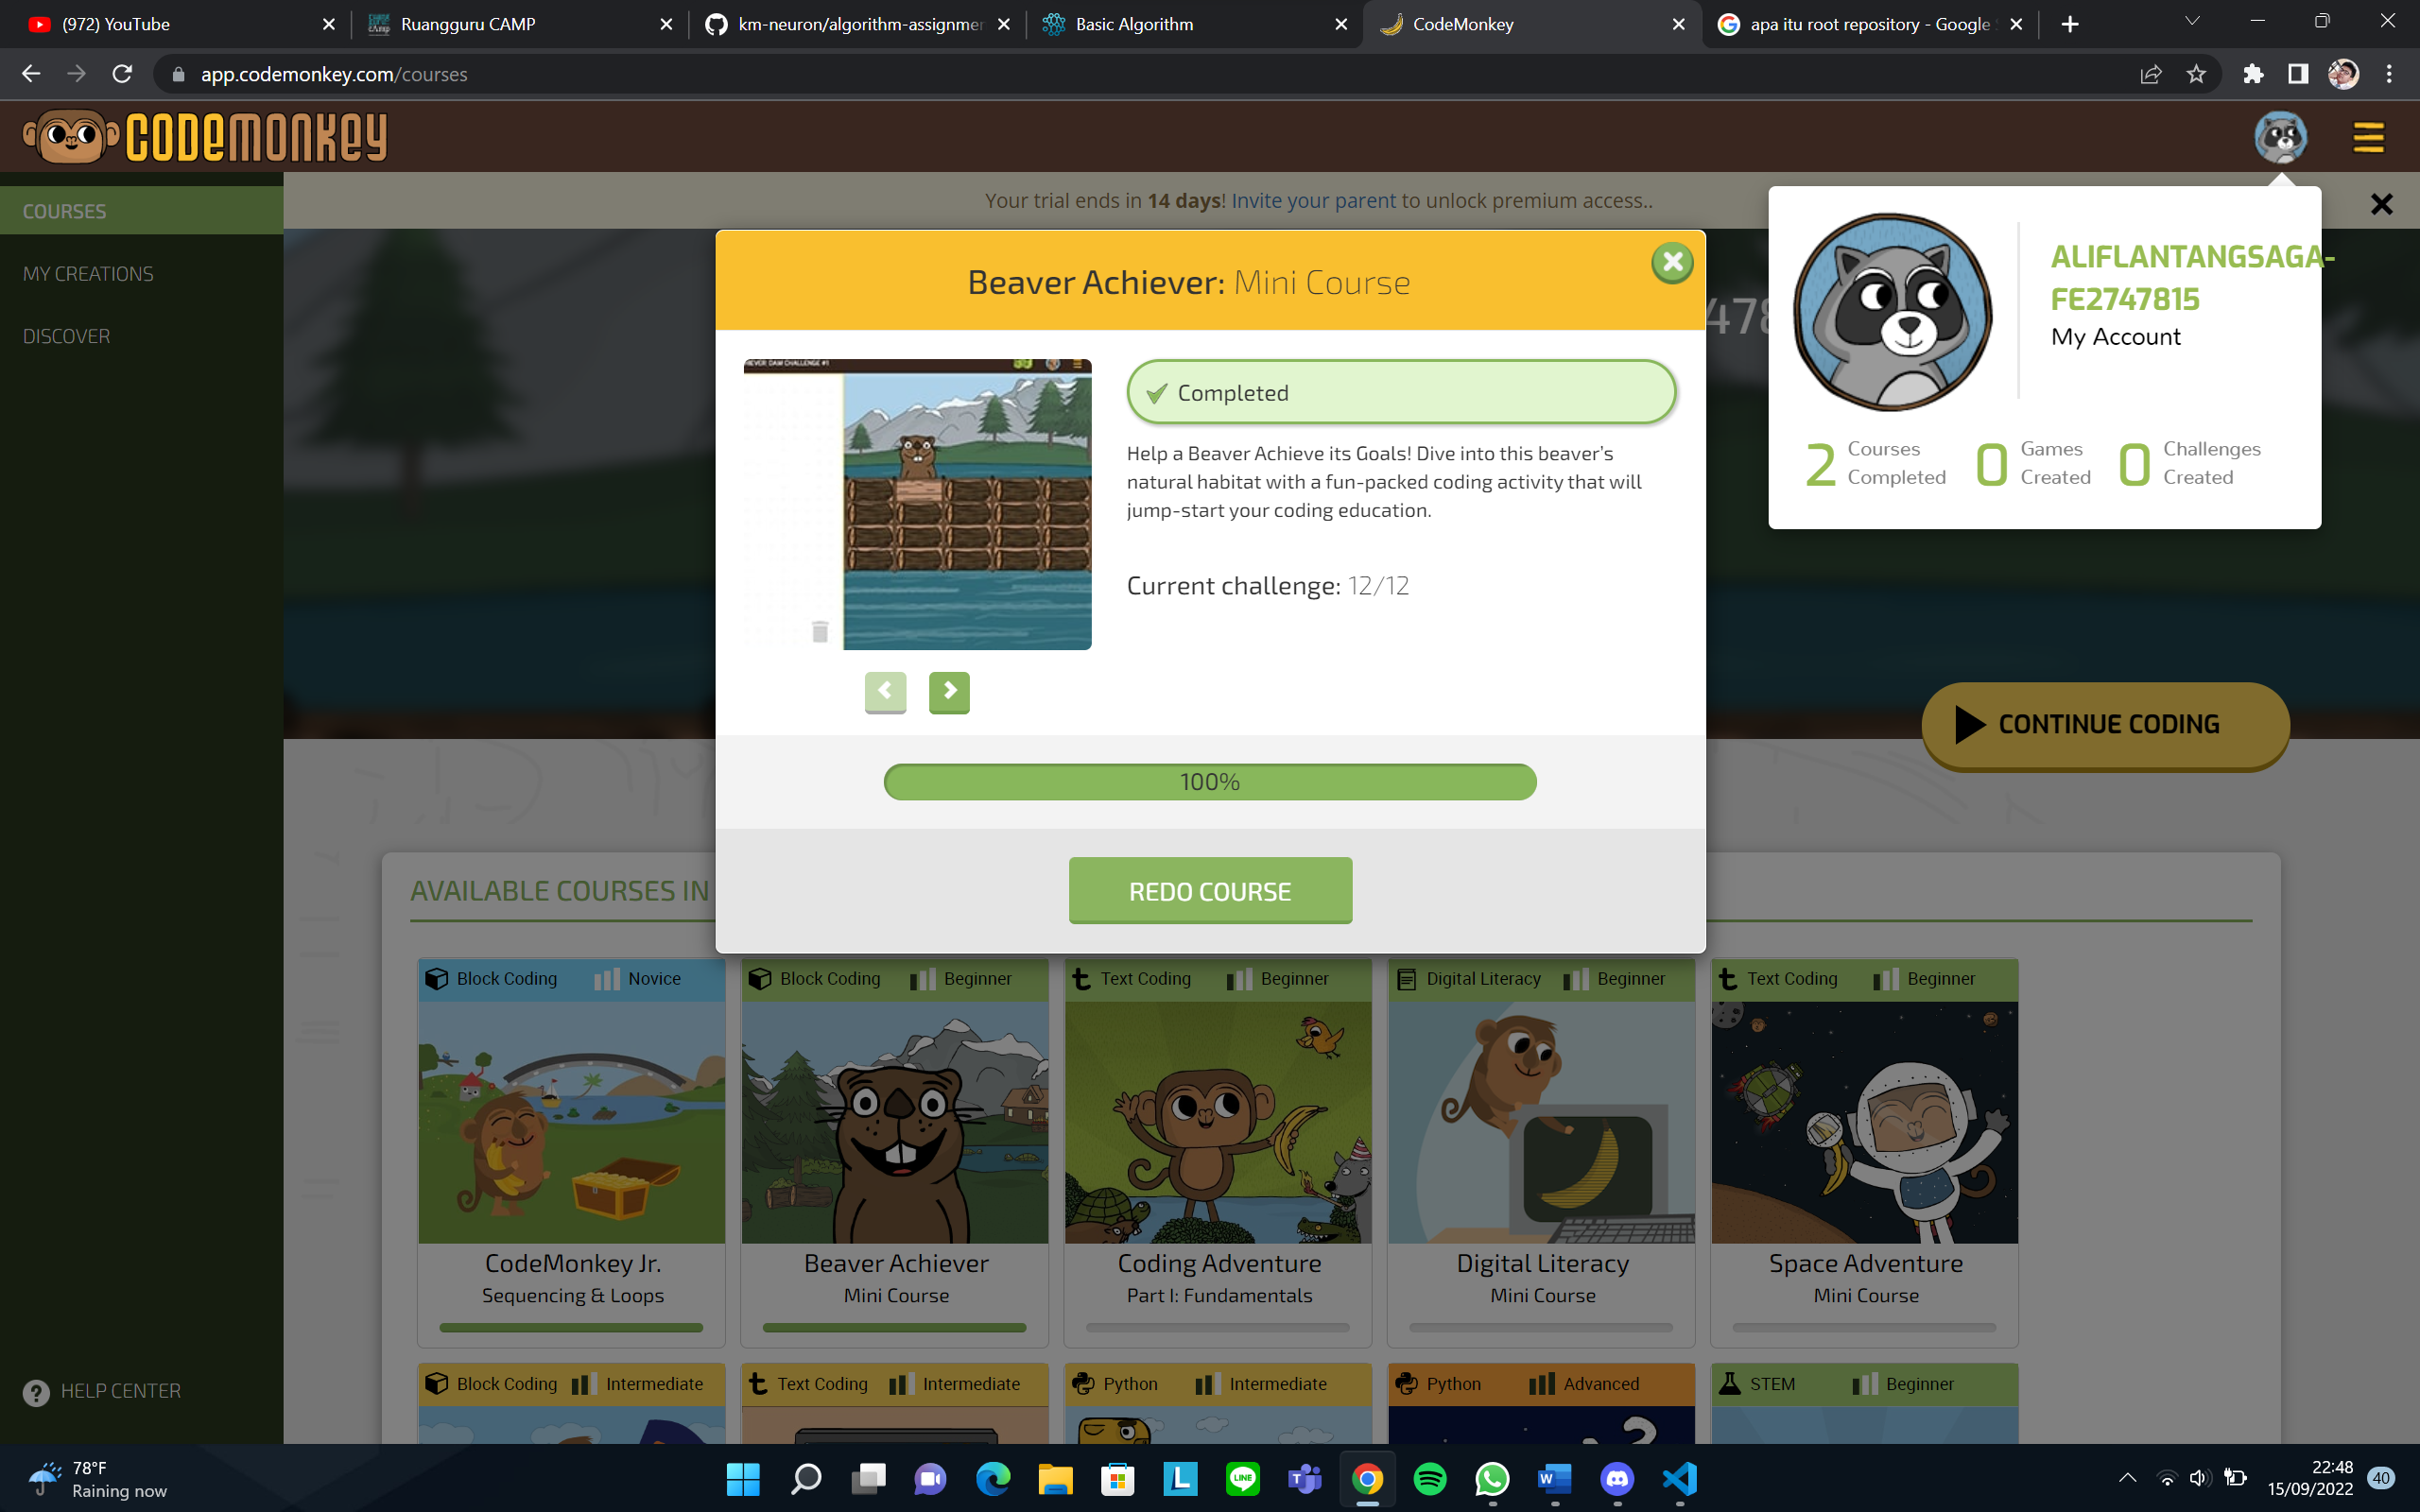 (972) YouTube
Ruangguru CAMP
km-neuron/algorithm-assignmen
Basic Algorithm
CodeMonkey
apa itu root repository - Google
app.codemonkey.com/courses
CODEMONKEY
COURSES
MY CREATIONS
DISCOVER
HELP CENTER
Your trial ends in 14 days! Invite your parent to unlock premium access..
ALIFLANTANGSAGA-
FE2747815
My Account
2 Courses Completed
0 Games Created
0 Challenges Created
Beaver Achiever: Mini Course
Completed
Help a Beaver Achieve its Goals! Dive into this beaver's
natural habitat with a fun-packed coding activity that will
jump-start your coding education.
Current challenge: 12/12
100%
REDO COURSE
CONTINUE CODING
AVAILABLE COURSES IN
Block Coding Novice
Block Coding Beginner
Text Coding Beginner
Digital Literacy Beginner
Text Coding Beginner
CodeMonkey Jr.
Sequencing & Loops
Beaver Achiever
Mini Course
Coding Adventure
Part I: Fundamentals
Digital Literacy
Mini Course
Space Adventure
Mini Course
Block Coding Intermediate
Text Coding Intermediate
Python Intermediate
Python Advanced
STEM Beginner
78°F
Raining now
22:48
15/09/2022
40